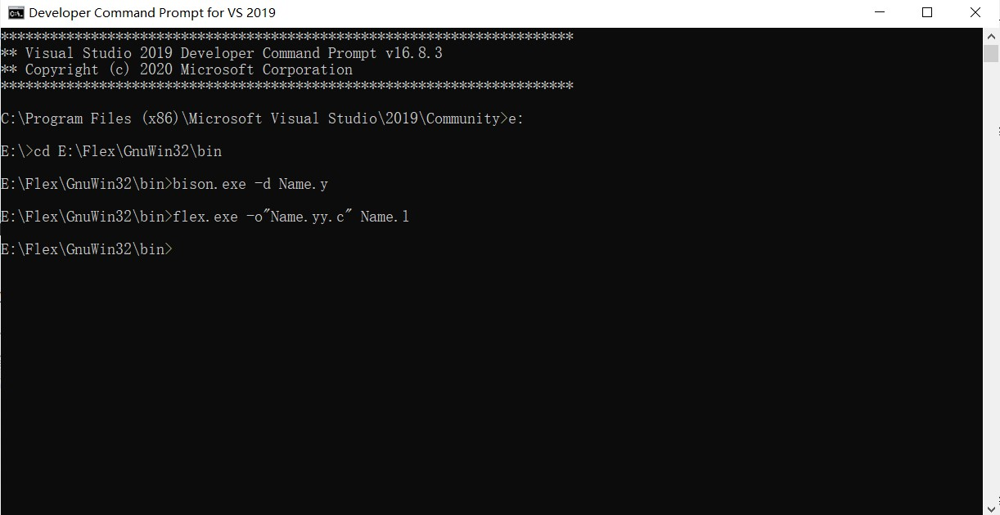 Developer Command Prompt for VS 2019
**********************************************************************
** Visual Studio 2019 Developer Command Prompt v16.8.3
** Copyright (c) 2020 Microsoft Corporation
**********************************************************************
C:\Program Files (x86)\Microsoft Visual Studio\2019\Community>e:
E:\>cd E:\Flex\GnuWin32\bin
E:\Flex\GnuWin32\bin>bison.exe -d Name.y
E:\Flex\GnuWin32\bin>flex.exe -o"Name.yy.c" Name.l
E:\Flex\GnuWin32\bin>